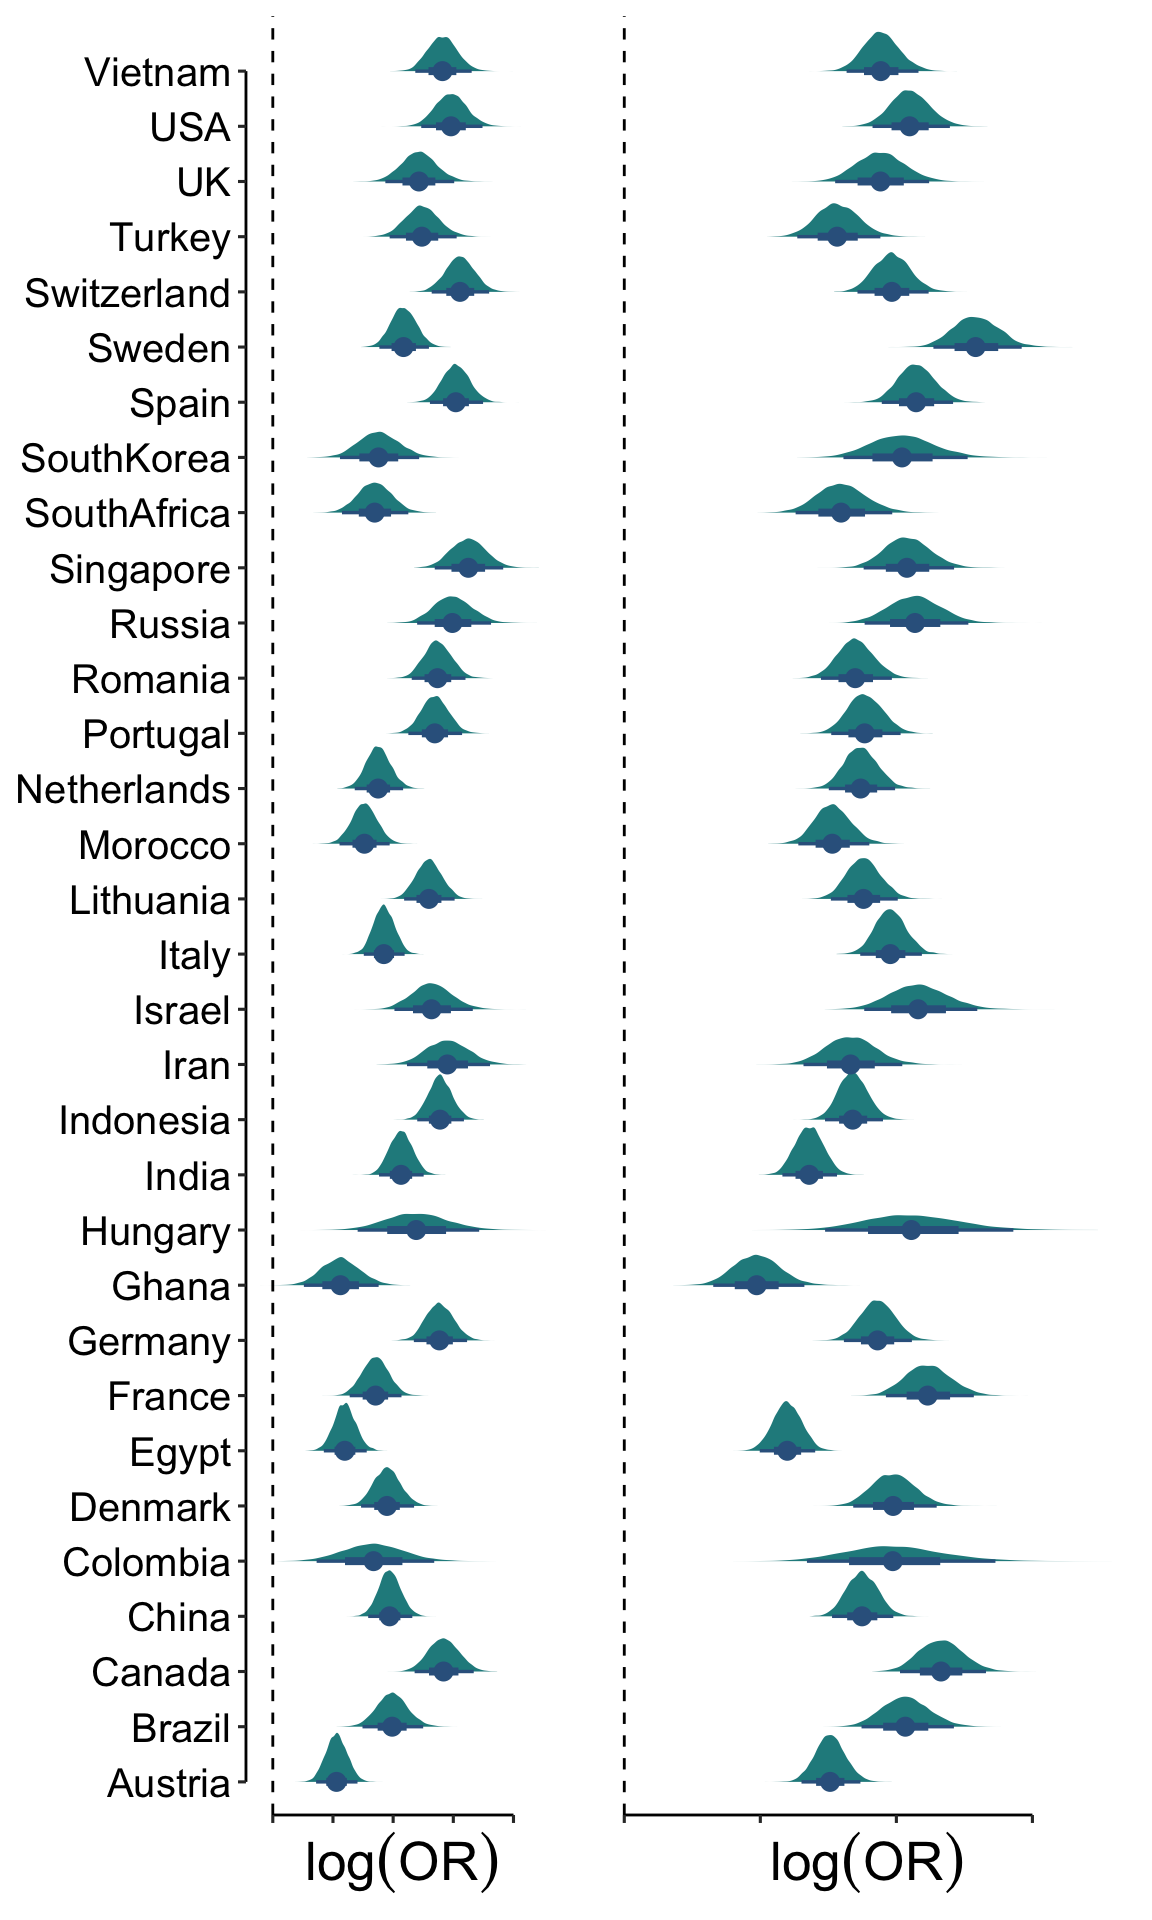 Vietnam
USA
UK
Turkey
Switzerland
Sweden
Spain
SouthKorea
SouthAfrica
Singapore
Russia
Romania
Portugal
Netherlands
Morocco
Lithuania
Italy
Israel
Iran
Indonesia
India
Hungary
Ghana
Germany
France
Egypt
Denmark
Colombia
China
Canada
Brazil
Austria
log(OR) log(OR)